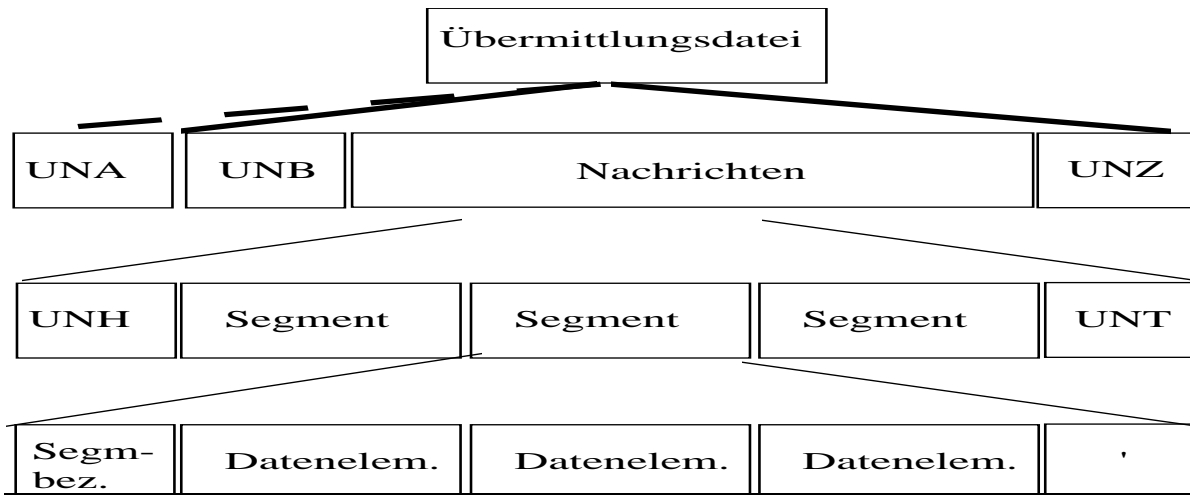 Übermittlungsdatei
UNA UNB Nachrichten UNZ
UNH Segment Segment Segment UNT
Segm-
bez. Datenelem. Datenelem. Datenelem. '